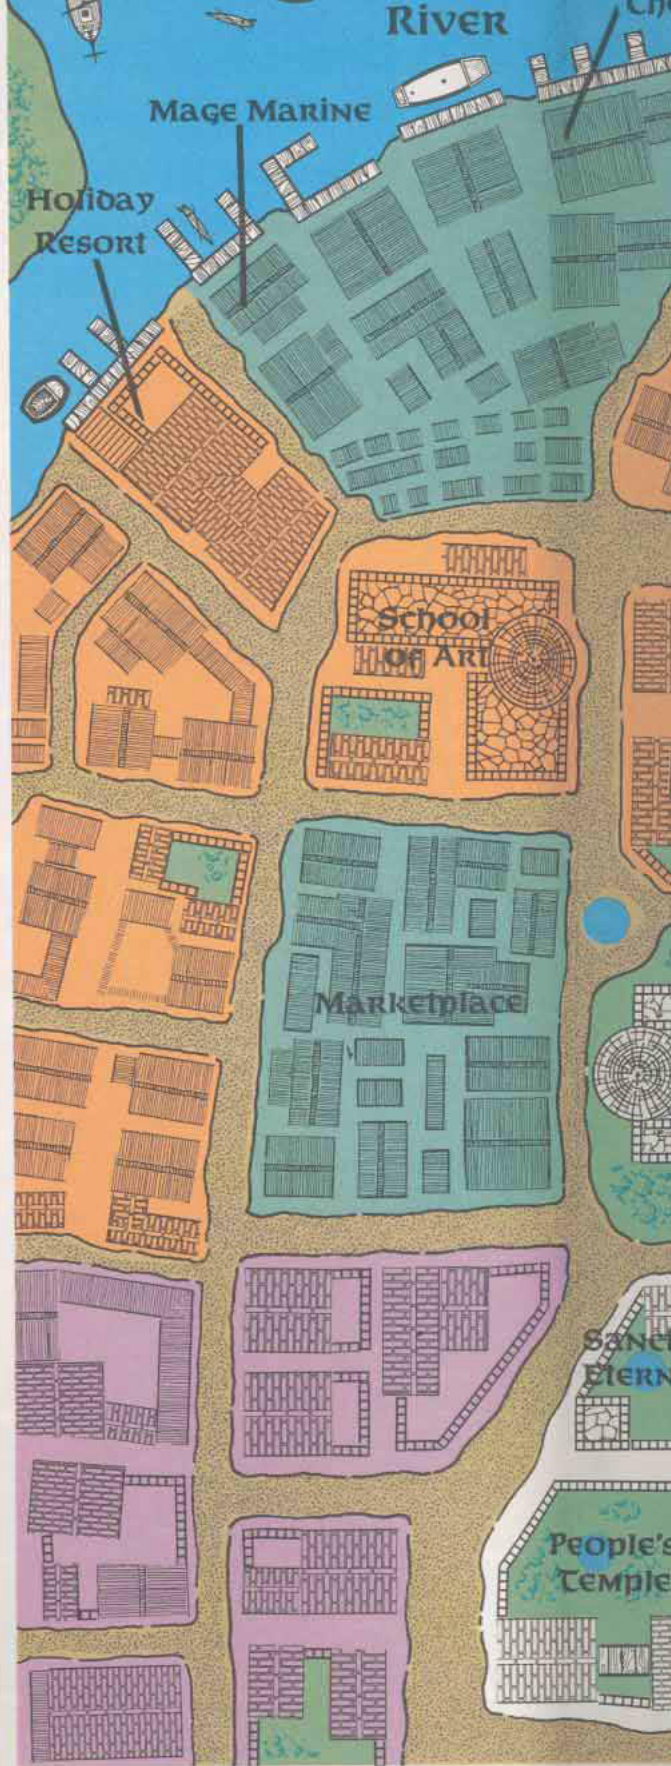 River
Mage Marine
Holiday
Resort
School
of Art
Marketplace
People's
Temple